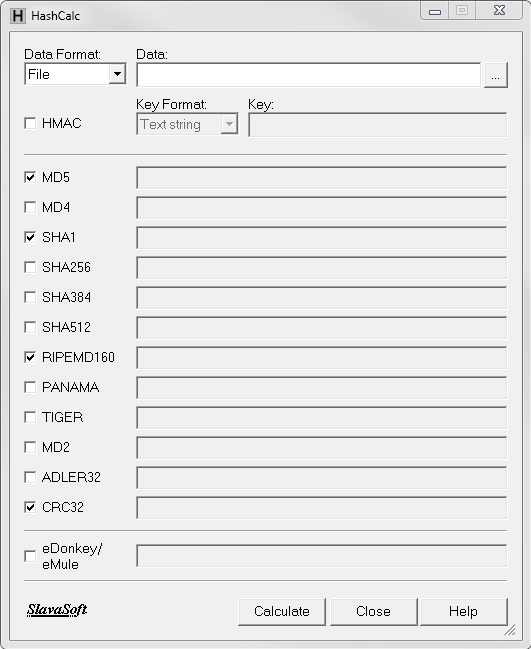 HashCalc
Data Format: Data:
File ...
Key Format: Key:
HMAC Text string
MD5
MD4
SHA1
SHA256
SHA384
SHA512
RIPEMD160
PANAMA
TIGER
MD2
ADLER32
CRC32
eDonkey/
eMule
SlavaSoft Calculate Close Help